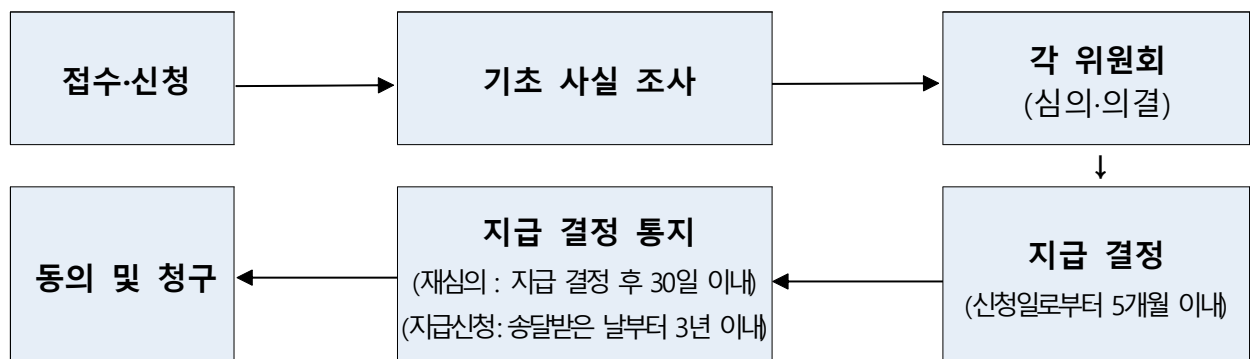 접수·신청
기초 사실 조사
각 위원회
(심의·의결)
↓
지급 결정
(신청일로부터 5개월 이내)
지급 결정 통지
(재심의 : 지급 결정 후 30일 이내)
(지급신청 : 송달받은 날부터 3년 이내)
동의 및 청구